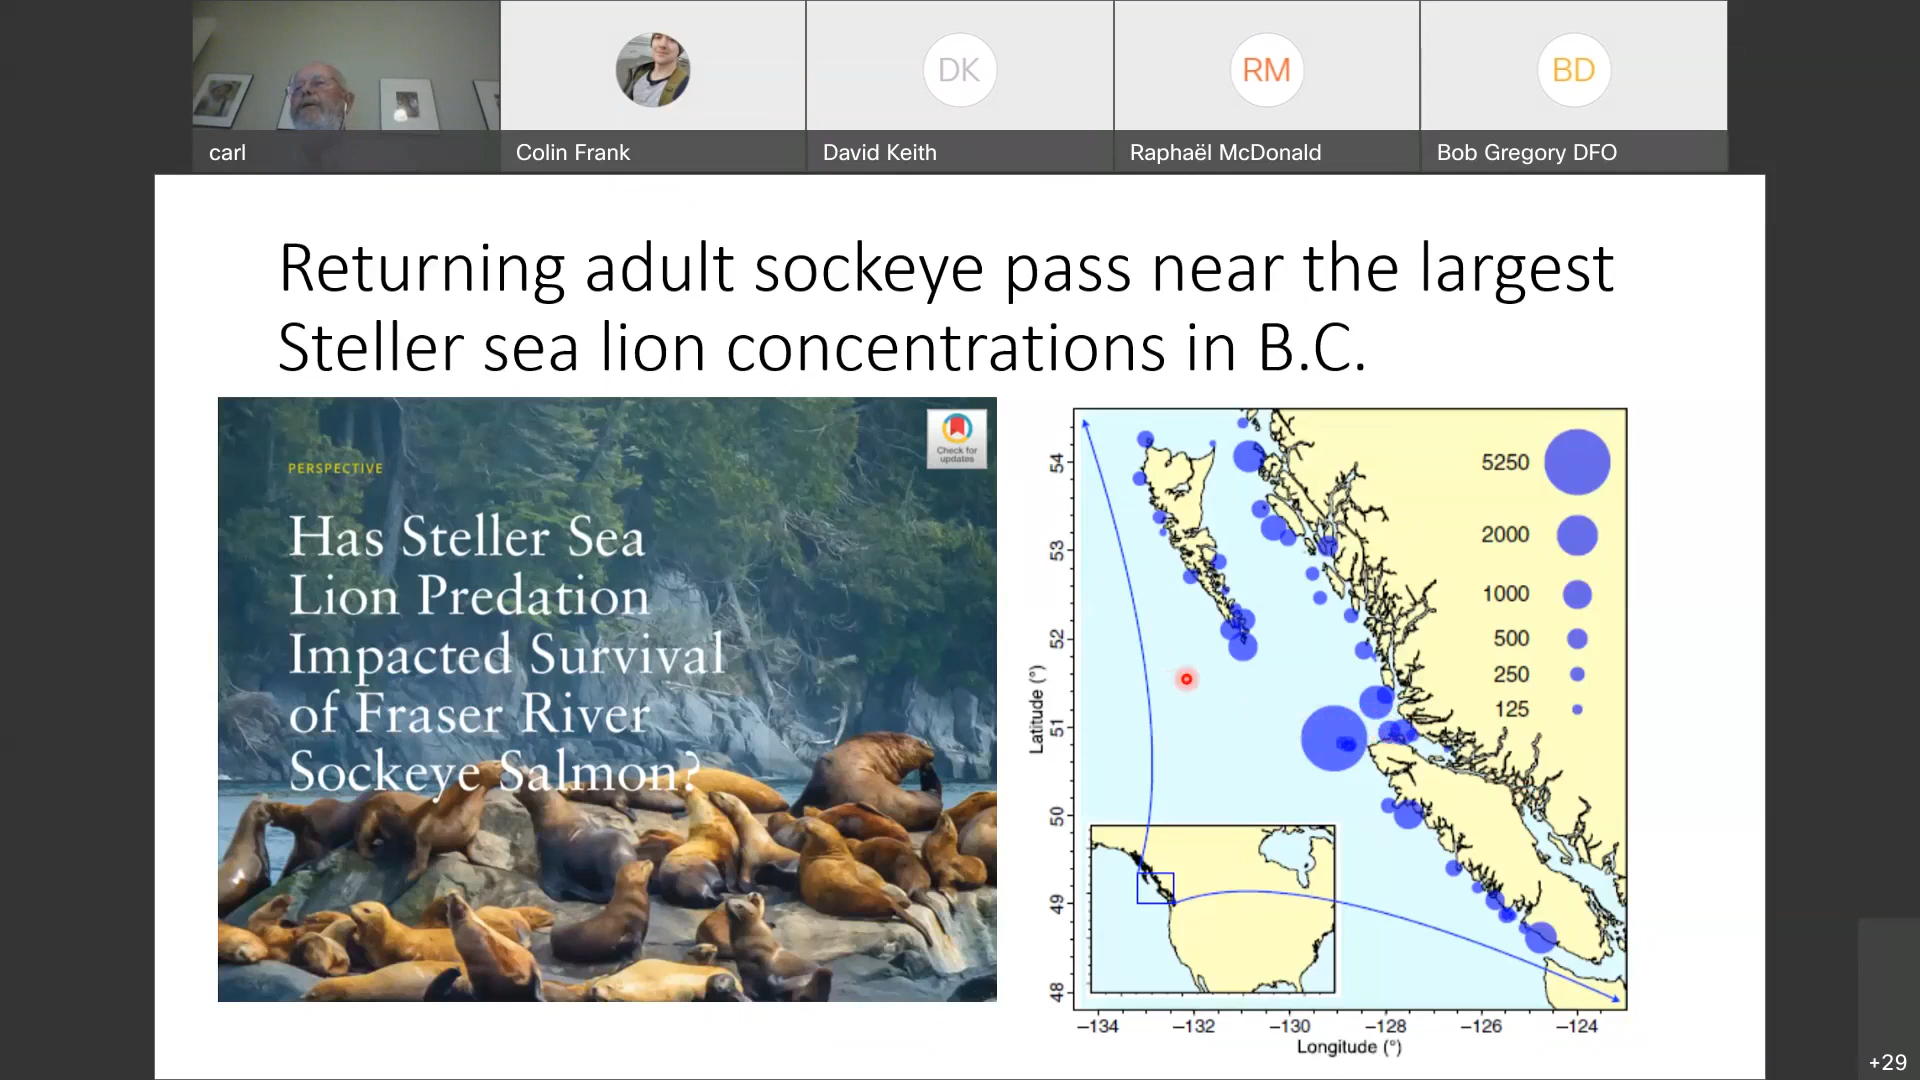 carl
Colin Frank
DK
David Keith
RM
Raphaël McDonald
BD
Bob Gregory DFO
Returning adult sockeye pass near the largest
Steller sea lion concentrations in B.C.
Check for
updates
PERSPECTIVE
Has Steller Sea
Lion Predation
Impacted Survival
of Fraser River
Sockeye Salmon?
5250
2000
1000
500
250
125
54
53
52
51
50
49
48
Latitude (°)
−134
−132
−130
−128
−126
−124
Longitude (°)
+29